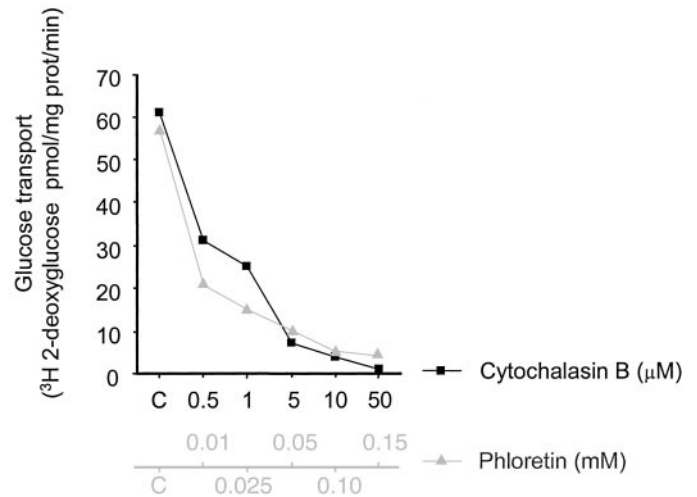 70
60
50
40
30
20
10
0
Glucose transport
(³H 2-deoxyglucose pmol/mg prot/min)
C 0.5 1 5 10 50
Cytochalasin B (μM)
0.01 0.05 0.15
C 0.025 0.10
Phloretin (mM)